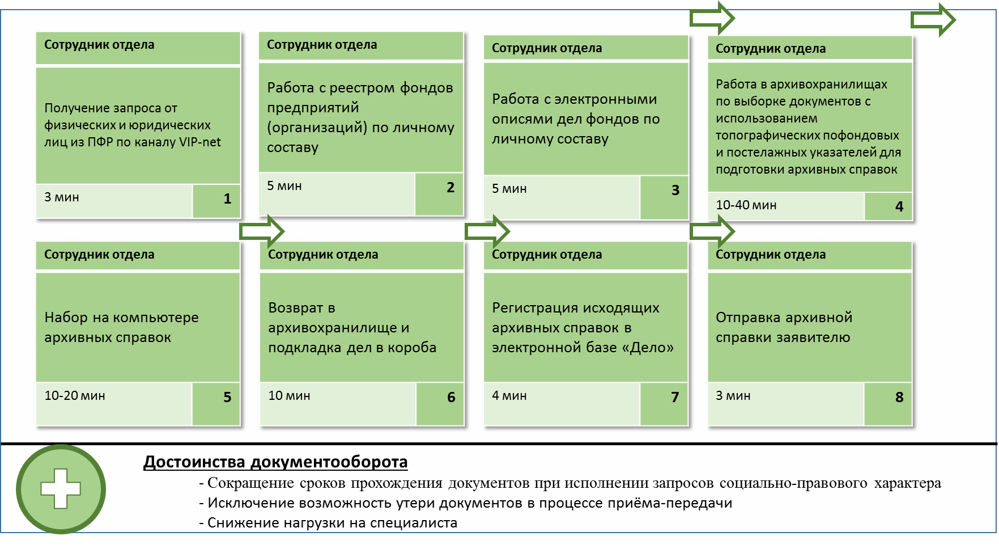 Сотрудник отдела
Получение запроса от
физических и юридических
лиц из ПФР по каналу VIP-net
3 мин
1
Сотрудник отдела
Работа с реестром фондов
предприятий
(организаций) по личному
составу
5 мин
2
Сотрудник отдела
Работа с электронными
описями дел фондов по
личному составу
5 мин
3
Сотрудник отдела
Работа в архивохранилищах
по выборке документов с
использованием
топографических пофондовых
и постелажных указателей для
подготовки архивных справок
10-40 мин
4
Сотрудник отдела
Набор на компьютере
архивных справок
10-20 мин
5
Сотрудник отдела
Возврат в
архивохранилище и
подкладка дел в короба
10 мин
6
Сотрудник отдела
Регистрация исходящих
архивных справок в
электронной базе «Дело»
4 мин
7
Сотрудник отдела
Отправка архивной
справки заявителю
3 мин
8
Достоинства документооборота
- Сокращение сроков прохождения документов при исполнении запросов социально-правового характера
- Исключение возможность утери документов в процессе приёма-передачи
- Снижение нагрузки на специалиста